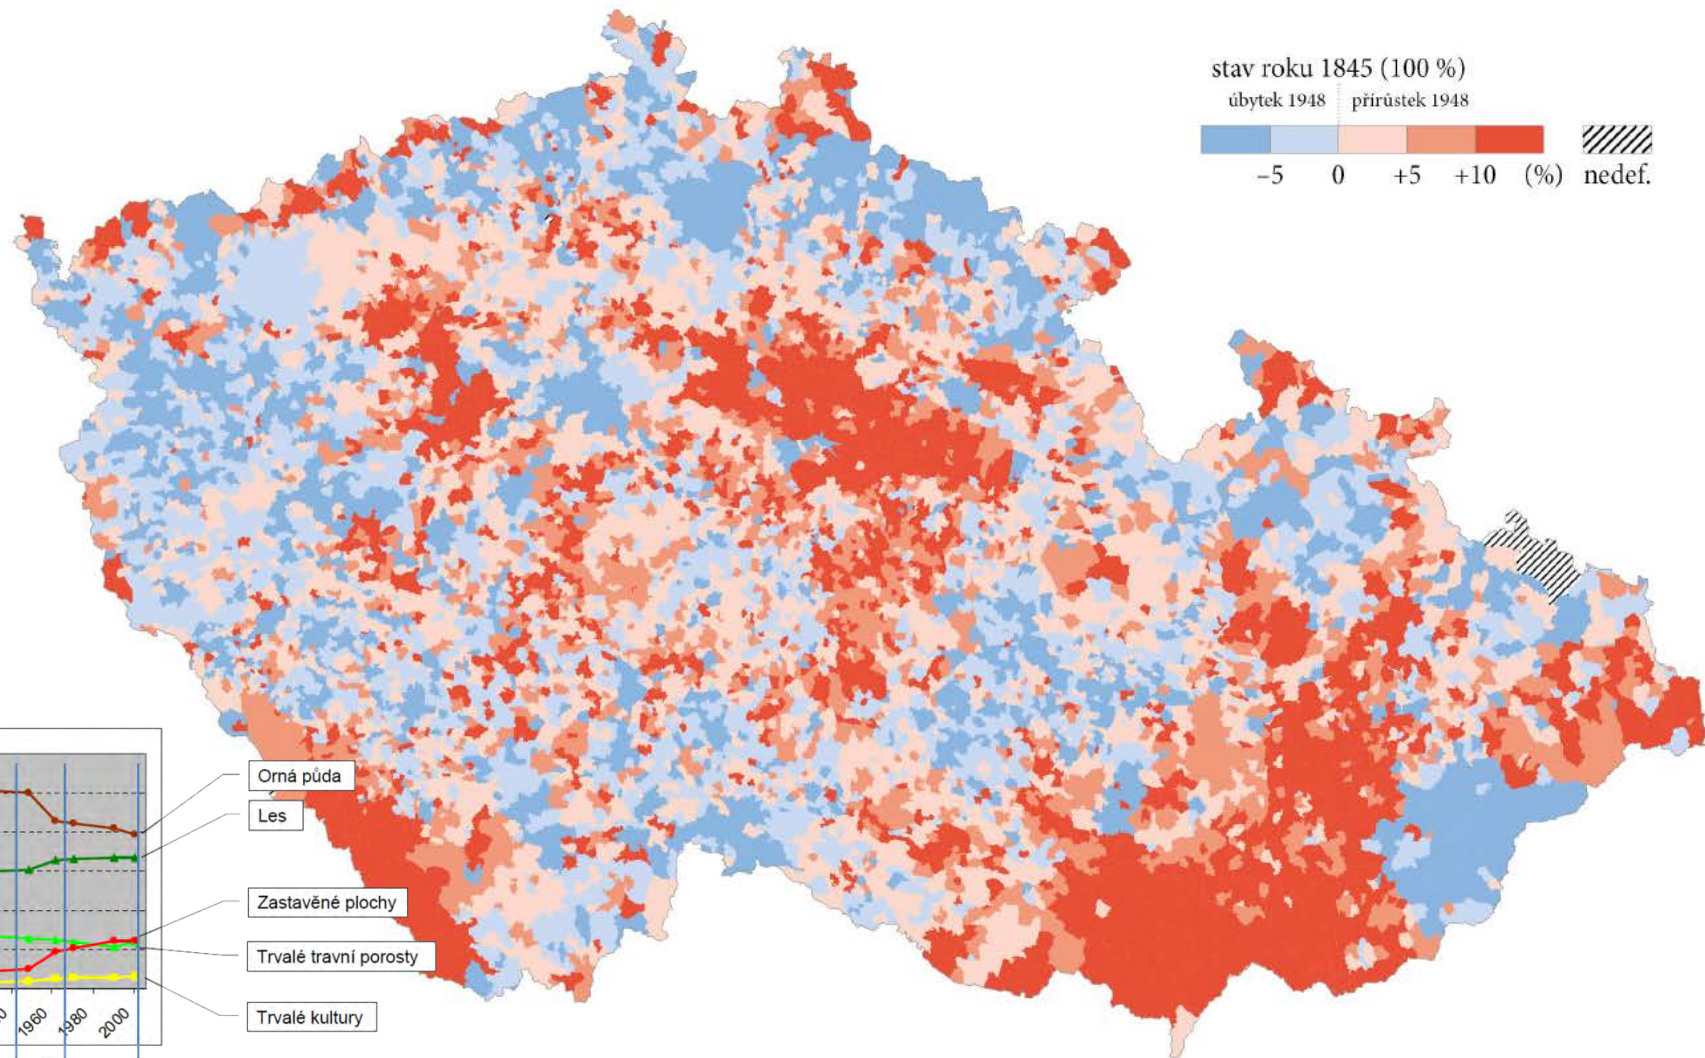 stav roku 1845 (100 %)
úbytek 1948 přírůstek 1948
−5 0 +5 +10 (%) nedef.
Orná půda
Les
Zastavěné plochy
Trvalé travní porosty
Trvalé kultury
1960 1980 2000